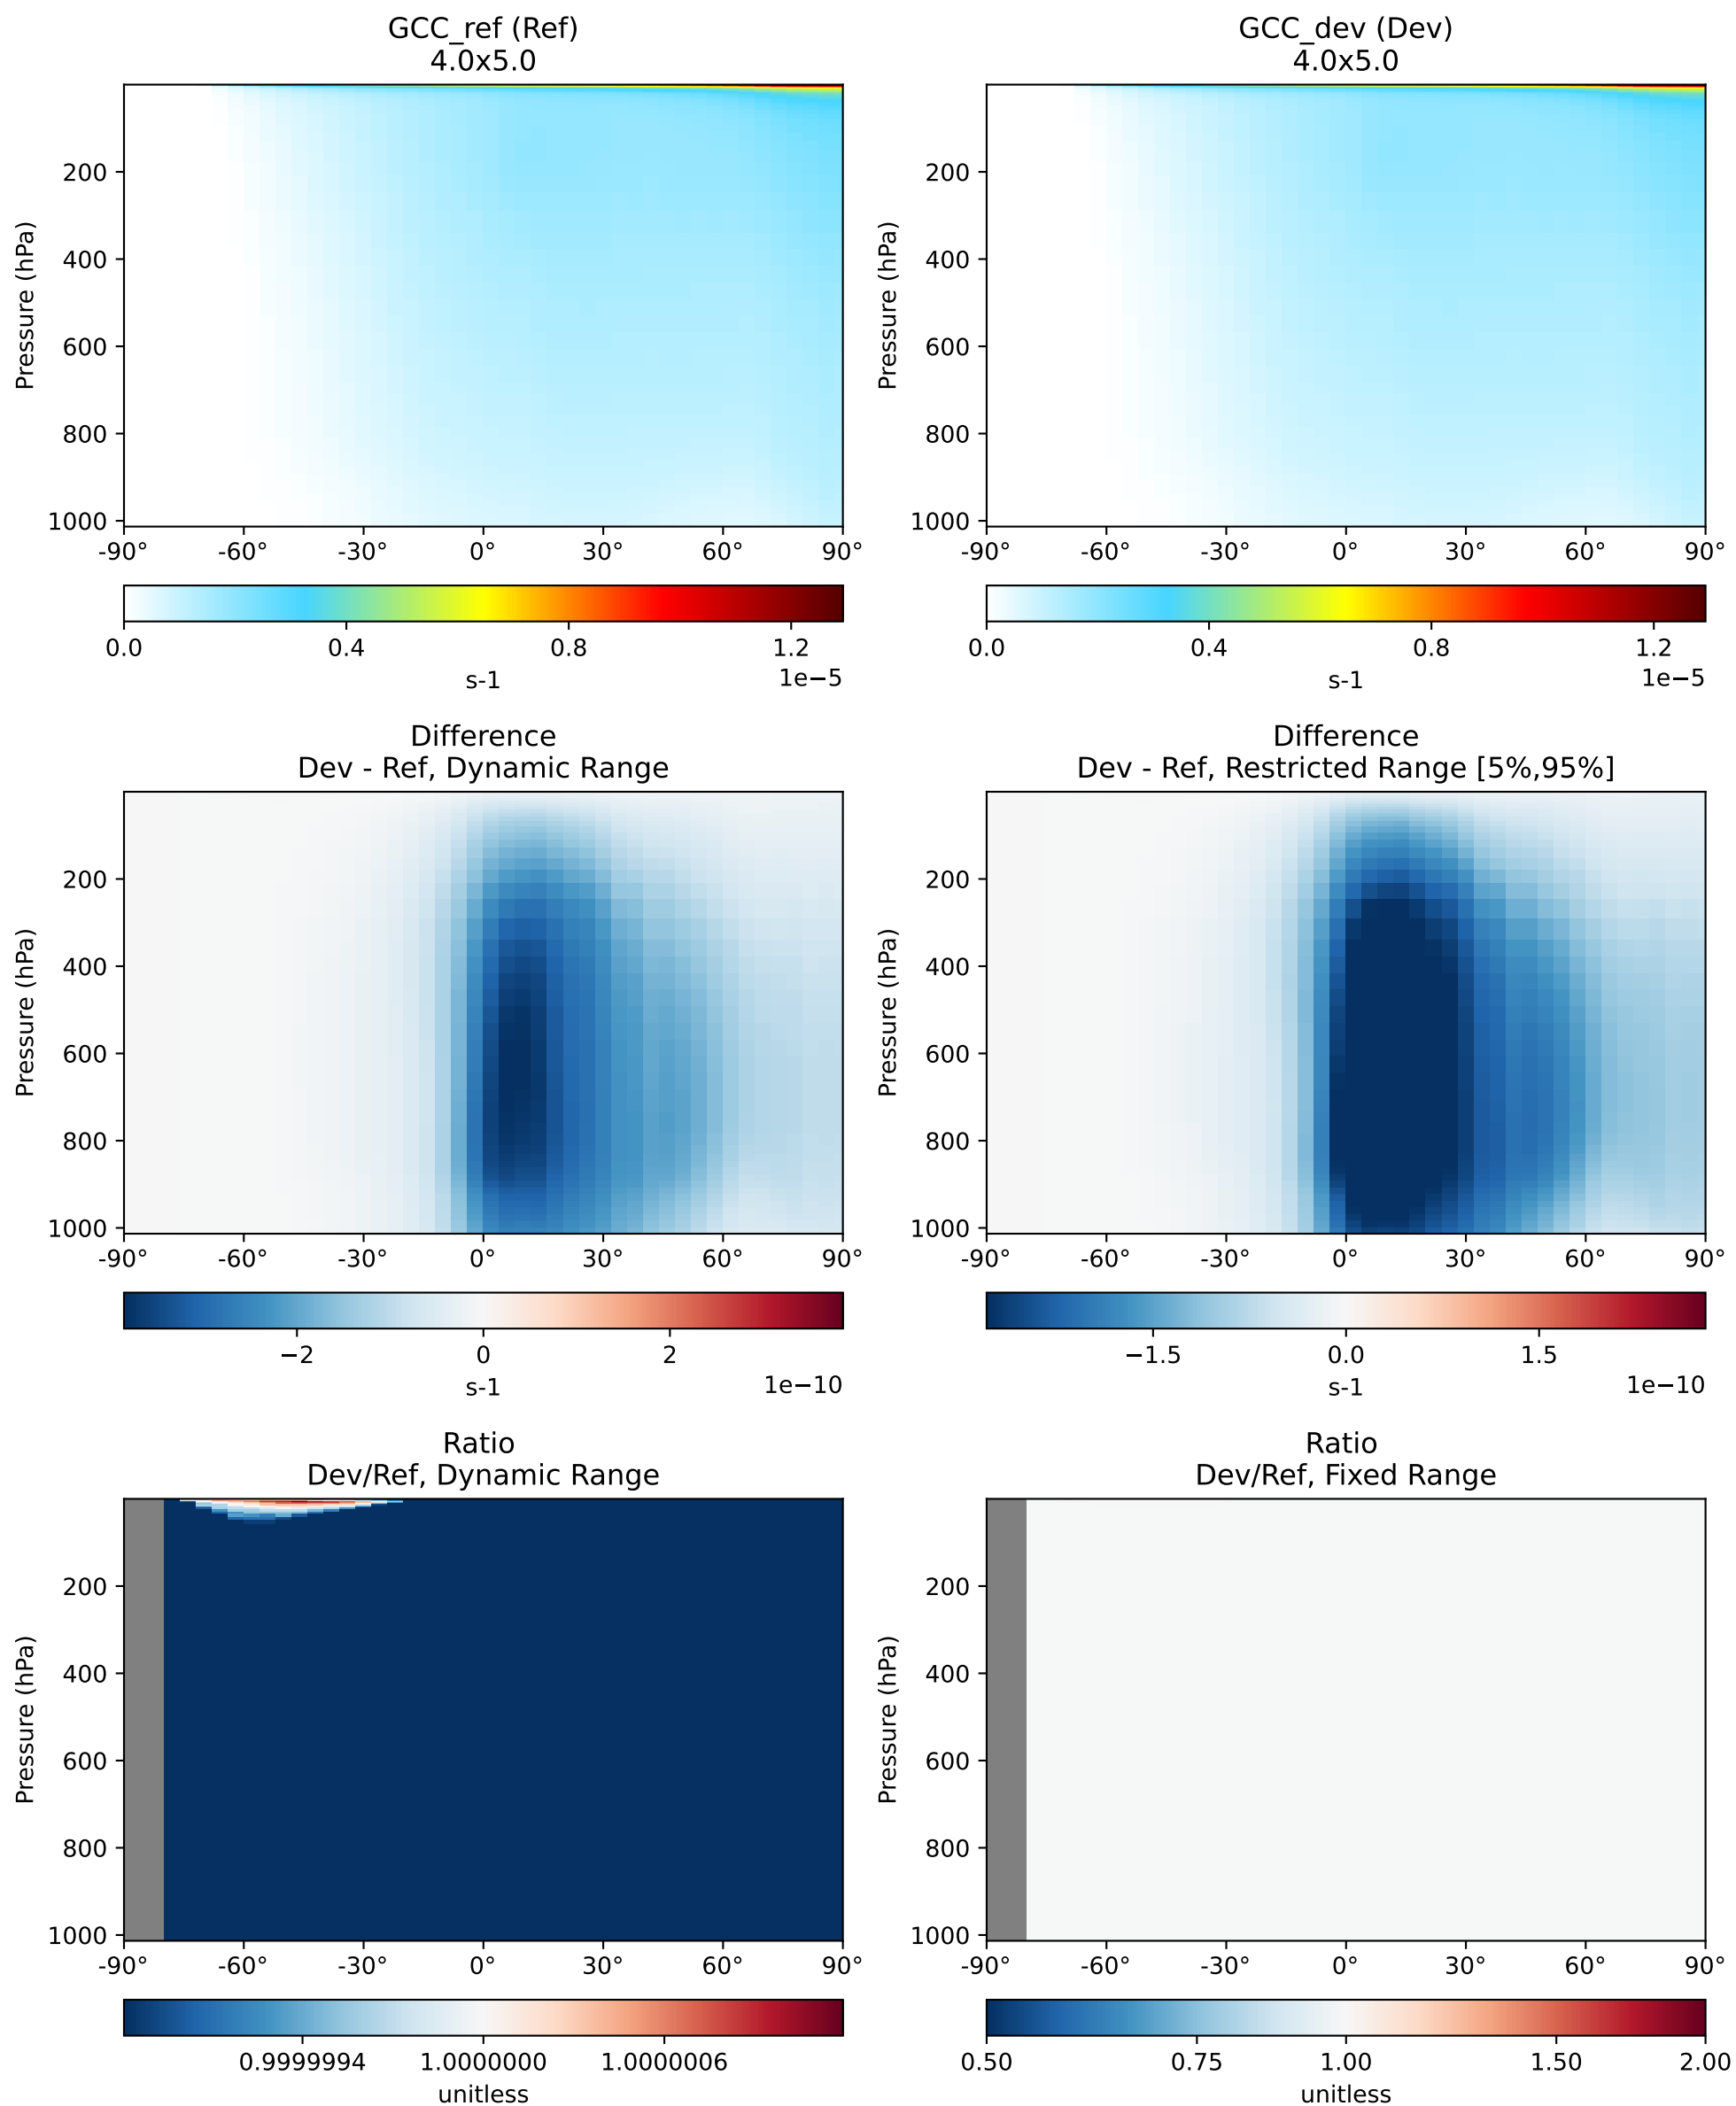 GCC_ref (Ref)
4.0x5.0
Pressure (hPa)
200
400
600
800
1000
-90° -60° -30° 0° 30° 60° 90°
0.0 0.4 0.8 1.2
1e−5
s-1
GCC_dev (Dev)
4.0x5.0
Pressure (hPa)
200
400
600
800
1000
-90° -60° -30° 0° 30° 60° 90°
0.0 0.4 0.8 1.2
1e−5
s-1
Difference
Dev - Ref, Dynamic Range
Pressure (hPa)
200
400
600
800
1000
-90° -60° -30° 0° 30° 60° 90°
−2 0 2
1e−10
s-1
Difference
Dev - Ref, Restricted Range [5%,95%]
Pressure (hPa)
200
400
600
800
1000
-90° -60° -30° 0° 30° 60° 90°
−1.5 0.0 1.5
1e−10
s-1
Ratio
Dev/Ref, Dynamic Range
Pressure (hPa)
200
400
600
800
1000
-90° -60° -30° 0° 30° 60° 90°
0.9999994 1.0000000 1.0000006
unitless
Ratio
Dev/Ref, Fixed Range
Pressure (hPa)
200
400
600
800
1000
-90° -60° -30° 0° 30° 60° 90°
0.50 0.75 1.00 1.50 2.00
unitless